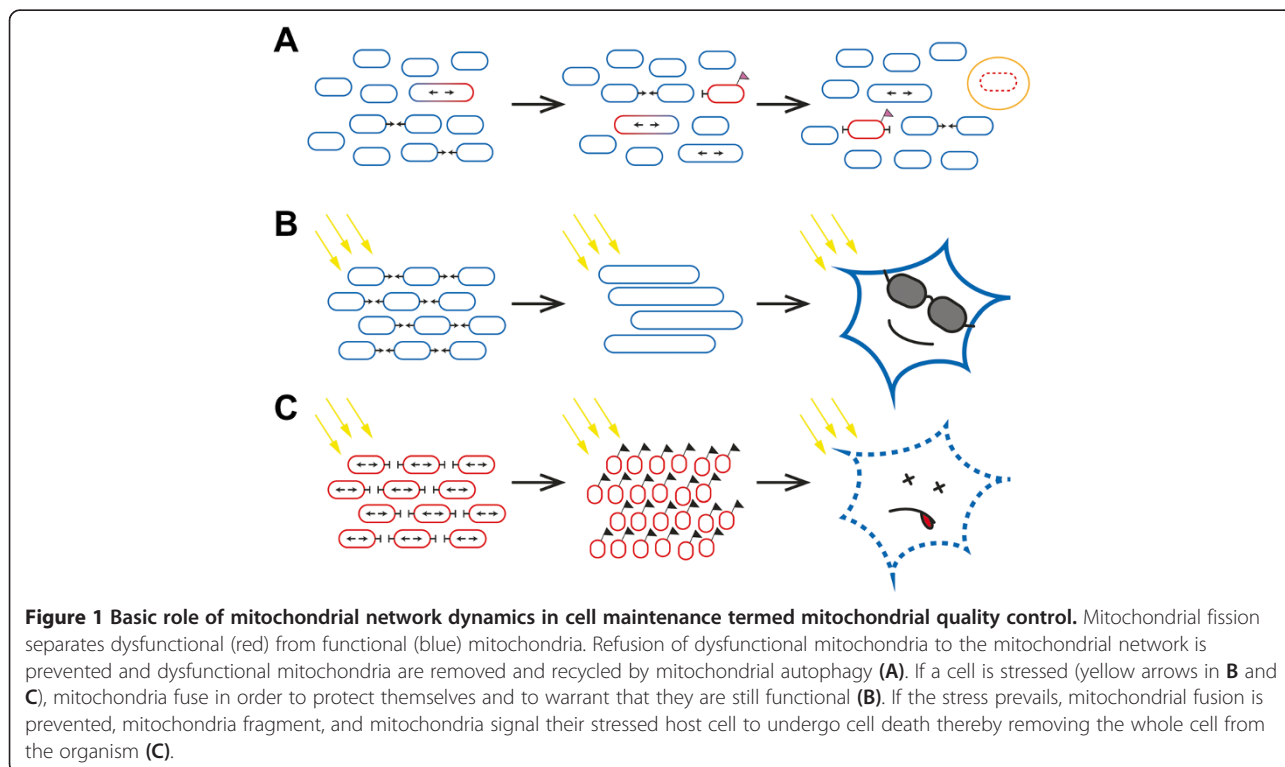 A
B
C
Figure 1 Basic role of mitochondrial network dynamics in cell maintenance termed mitochondrial quality control. Mitochondrial fission
separates dysfunctional (red) from functional (blue) mitochondria. Refusion of dysfunctional mitochondria to the mitochondrial network is
prevented and dysfunctional mitochondria are removed and recycled by mitochondrial autophagy (A). If a cell is stressed (yellow arrows in B and
C), mitochondria fuse in order to protect themselves and to warrant that they are still functional (B). If the stress prevails, mitochondrial fusion is
prevented, mitochondria fragment, and mitochondria signal their stressed host cell to undergo cell death thereby removing the whole cell from
the organism (C).